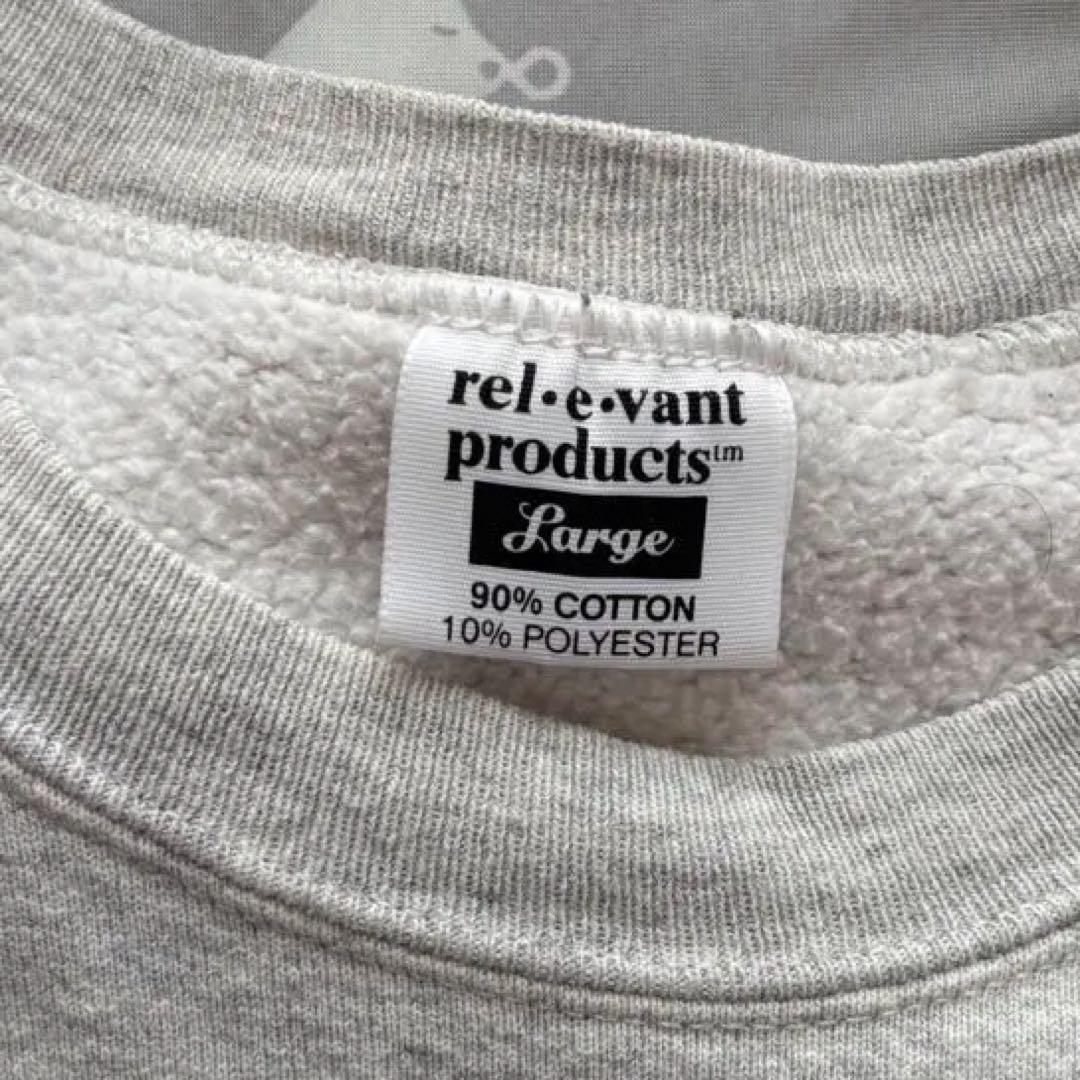 rel•e•vant
products™
Large
90% COTTON
10% POLYESTER